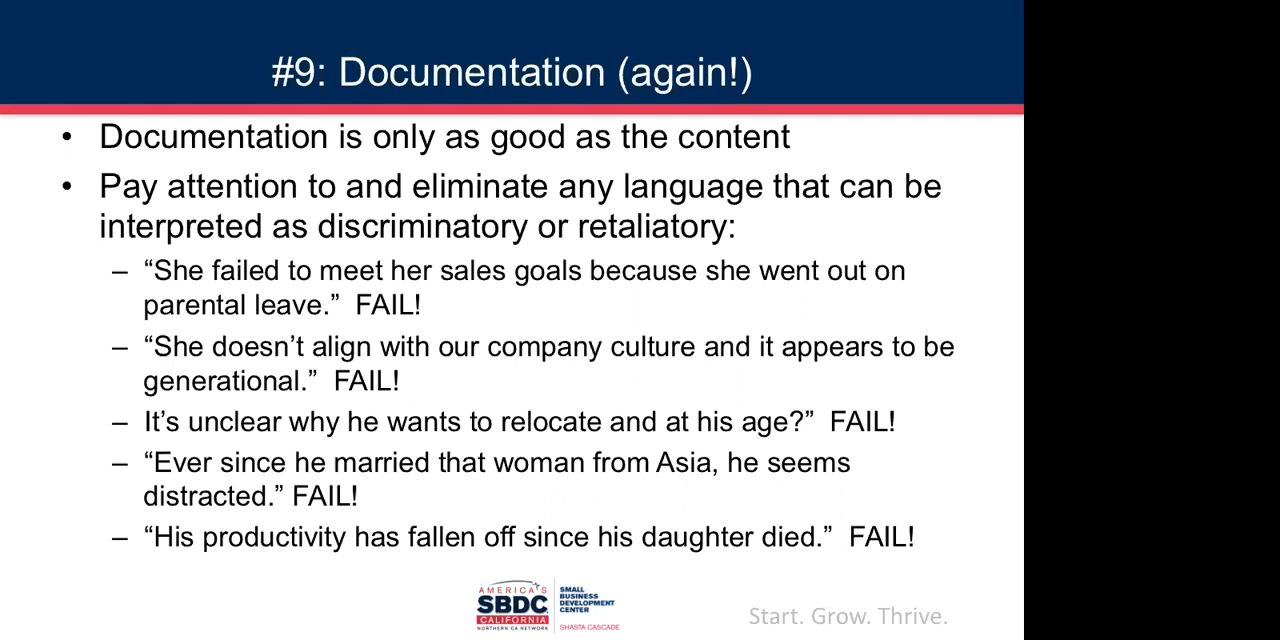 #9: Documentation (again!)
• Documentation is only as good as the content
• Pay attention to and eliminate any language that can be
interpreted as discriminatory or retaliatory:
– “She failed to meet her sales goals because she went out on
parental leave.”  FAIL!
– “She doesn’t align with our company culture and it appears to be
generational.”  FAIL!
– It’s unclear why he wants to relocate and at his age?”  FAIL!
– “Ever since he married that woman from Asia, he seems
distracted.” FAIL!
– “His productivity has fallen off since his daughter died.”  FAIL!
AMERICA'S
SBDC
CALIFORNIA
NORTHERN CA NETWORK
SMALL
BUSINESS
DEVELOPMENT
CENTER
SHASTA CASCADE
Start. Grow. Thrive.